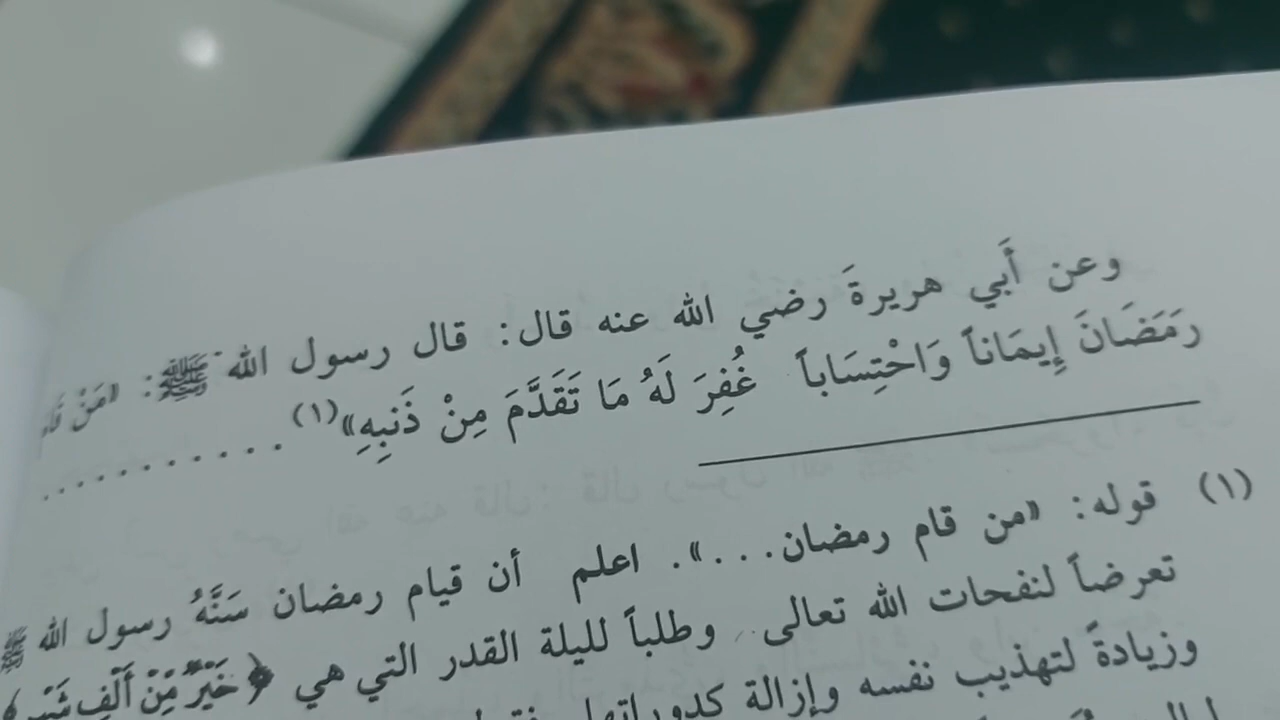 وعن أَبي هريرةَ رضي الله عنه قال: قال رسول الله ﷺ: «مَنْ
رَمَضَانَ إِيمَاناً وَاحْتِسَاباً غُفِرَ لَهُ مَا تَقَدَّمَ مِنْ ذَنبِهِ»(١)...........
(١) قوله: «من قام رمضان...». اعلم أن قيام رمضان سَنَّهُ رسول الله ﷺ
تعرضاً لنفحات الله تعالى، وطلباً لليلة القدر التي هي ﴿خَيْرٌ مِّنْ أَلْفِ
وزيادةً لتهذيب نفسه وإزالة كدوراتها